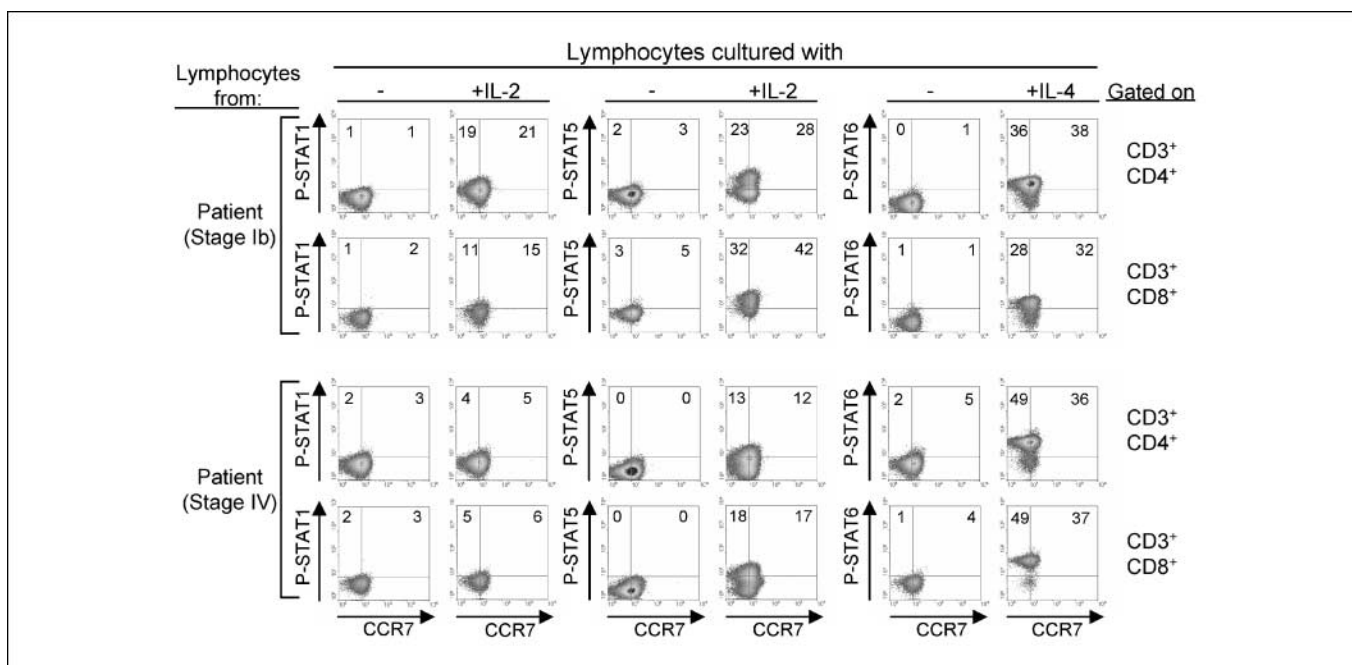 Lymphocytes cultured with
Lymphocytes from:
- +IL-2 - +IL-2 - +IL-4 Gated on
Patient (Stage Ib)
P-STAT1 1 1 19 21 P-STAT5 2 3 23 28 P-STAT6 0 1 36 38 CD3+ CD4+
P-STAT1 1 2 11 15 P-STAT5 3 5 32 42 P-STAT6 1 1 28 32 CD3+ CD8+
Patient (Stage IV)
P-STAT1 2 3 4 5 P-STAT5 0 0 13 12 P-STAT6 2 5 49 36 CD3+ CD4+
P-STAT1 2 3 5 6 P-STAT5 0 0 18 17 P-STAT6 1 4 49 37 CD3+ CD8+
CCR7 CCR7 CCR7 CCR7 CCR7 CCR7